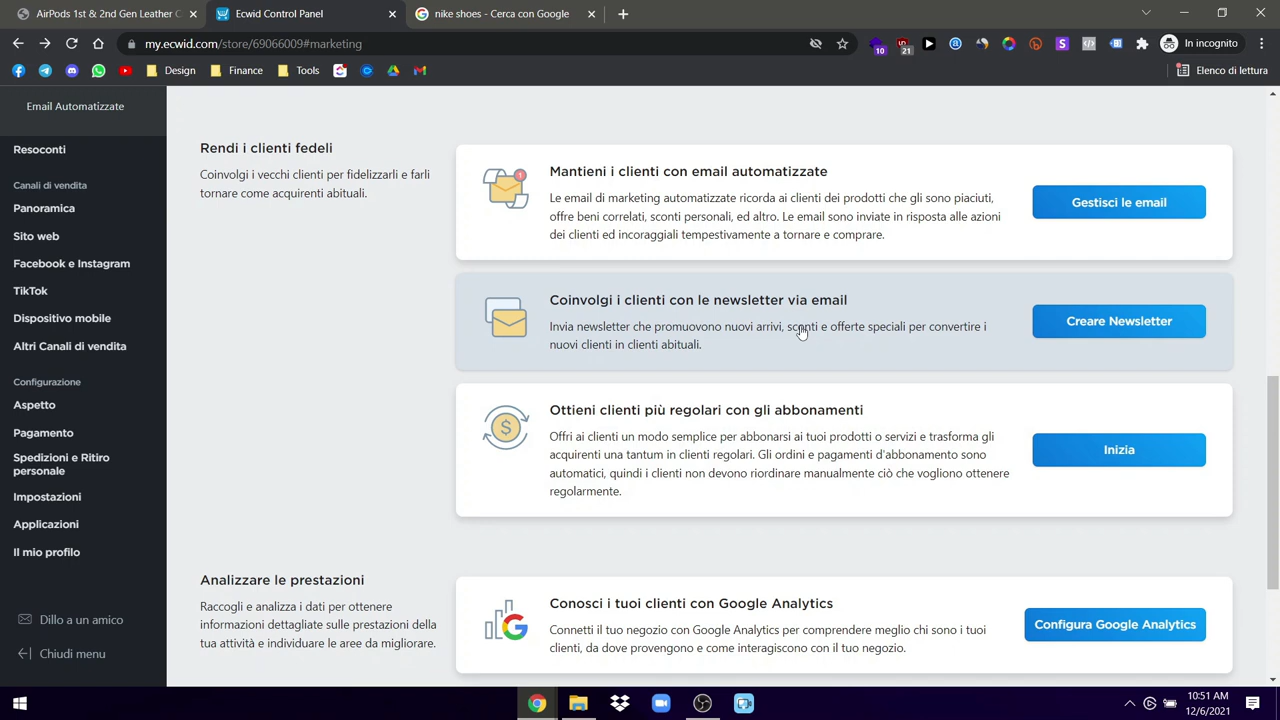 AirPods 1st & 2nd Gen Leather C
Ecwid Control Panel
nike shoes - Cerca con Google
my.ecwid.com/store/69066009#marketing
10
21
In incognito
Design
Finance
Tools
Elenco di lettura
Email Automatizzate
Resoconti
Canali di vendita
Panoramica
Sito web
Facebook e Instagram
TikTok
Dispositivo mobile
Altri Canali di vendita
Configurazione
Aspetto
Pagamento
Spedizioni e Ritiro
personale
Impostazioni
Applicazioni
Il mio profilo
Dillo a un amico
Chiudi menu
Rendi i clienti fedeli
Coinvolgi i vecchi clienti per fidelizzarli e farli
tornare come acquirenti abituali.
1
Mantieni i clienti con email automatizzate
Le email di marketing automatizzate ricorda ai clienti dei prodotti che gli sono piaciuti,
offre beni correlati, sconti personali, ed altro. Le email sono inviate in risposta alle azioni
dei clienti ed incoraggiali tempestivamente a tornare e comprare.
Gestisci le email
Coinvolgi i clienti con le newsletter via email
Invia newsletter che promuovono nuovi arrivi, sconti e offerte speciali per convertire i
nuovi clienti in clienti abituali.
Creare Newsletter
$
Ottieni clienti più regolari con gli abbonamenti
Offri ai clienti un modo semplice per abbonarsi ai tuoi prodotti o servizi e trasforma gli
acquirenti una tantum in clienti regolari. Gli ordini e pagamenti d'abbonamento sono
automatici, quindi i clienti non devono riordinare manualmente ciò che vogliono ottenere
regolarmente.
Inizia
Analizzare le prestazioni
Raccogli e analizza i dati per ottenere
informazioni dettagliate sulle prestazioni della
tua attività e individuare le aree da migliorare.
Conosci i tuoi clienti con Google Analytics
Connetti il tuo negozio con Google Analytics per comprendere meglio chi sono i tuoi
clienti, da dove provengono e come interagiscono con il tuo negozio.
Configura Google Analytics
10:51 AM
12/6/2021